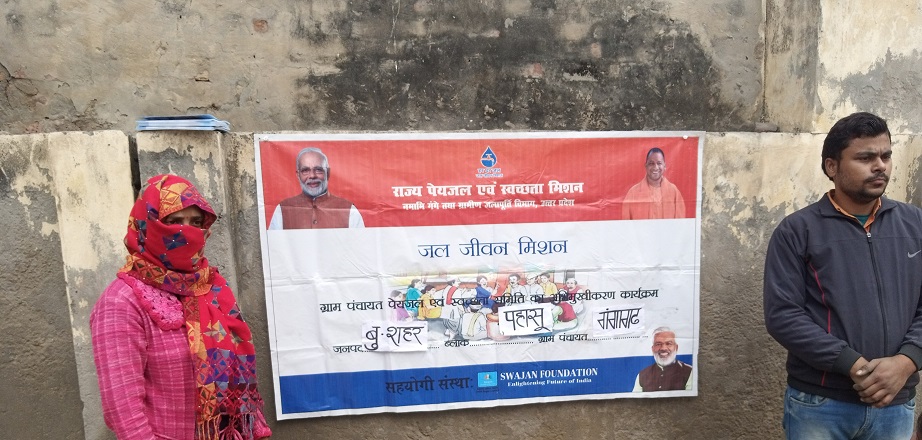 राज्य पेयजल एवं स्वच्छता मिशन
नमामि गंगे तथा ग्रामीण जलापूर्ति विभाग, उत्तर प्रदेश
जल जीवन मिशन
ग्राम पंचायत पेयजल एवं स्वच्छता समिति का अभिमुखीकरण कार्यक्रम
जनपद बु॰शहर ब्लाक पहासू ग्राम पंचायत
सहयोगी संस्था: SWAJAN FOUNDATION
Enlightening Future of India